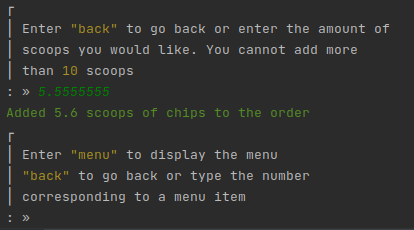 Enter "back" to go back or enter the amount of
scoops you would like. You cannot add more
than 10 scoops
: » 5.5555555
Added 5.6 scoops of chips to the order
Enter "menu" to display the menu
"back" to go back or type the number
corresponding to a menu item
: »